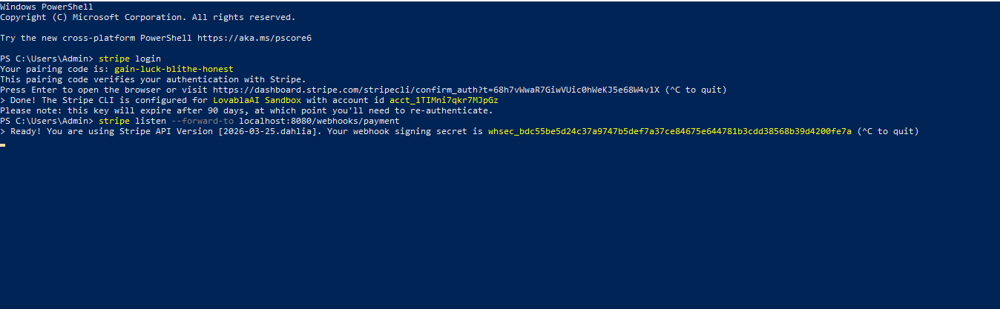 Windows PowerShell
Copyright (C) Microsoft Corporation. All rights reserved.
Try the new cross-platform PowerShell https://aka.ms/pscore6
PS C:\Users\Admin> stripe login
Your pairing code is: gain-luck-blithe-honest
This pairing code verifies your authentication with Stripe.
Press Enter to open the browser or visit https://dashboard.stripe.com/stripecli/confirm_auth?t=68h7vWwaR7GiwVUic0hWeKJ5e68W4v1X (^C to quit)
> Done! The Stripe CLI is configured for LovablaAI Sandbox with account id acct_1TIMni7qkr7MJpGz
Please note: this key will expire after 90 days, at which point you'll need to re-authenticate.
PS C:\Users\Admin> stripe listen --forward-to localhost:8080/webhooks/payment
> Ready! You are using Stripe API Version [2026-03-25.dahlia]. Your webhook signing secret is whsec_bdc55be5d24c37a9747b5def7a37ce84675e644781b3cdd38568b39d4200fe7a (^C to quit)